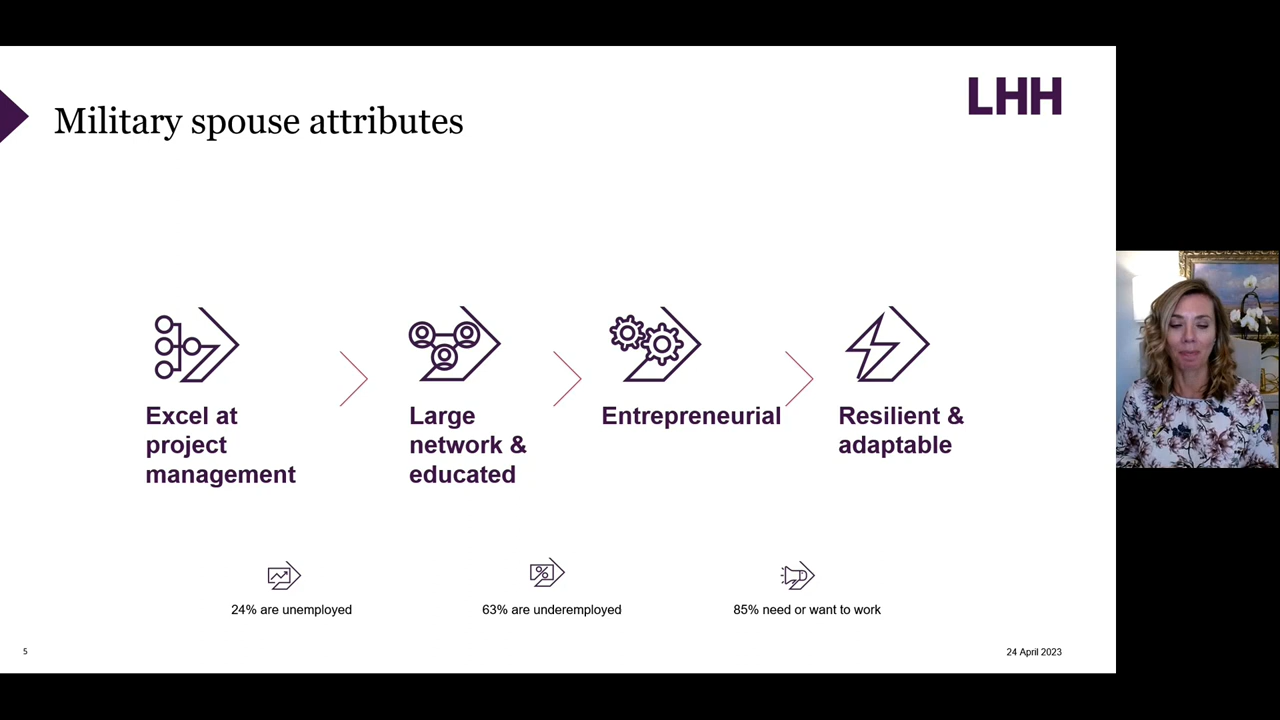 LHH
Military spouse attributes
Excel at
project
management
Large
network &
educated
Entrepreneurial
Resilient &
adaptable
24% are unemployed
63% are underemployed
85% need or want to work
5
24 April 2023